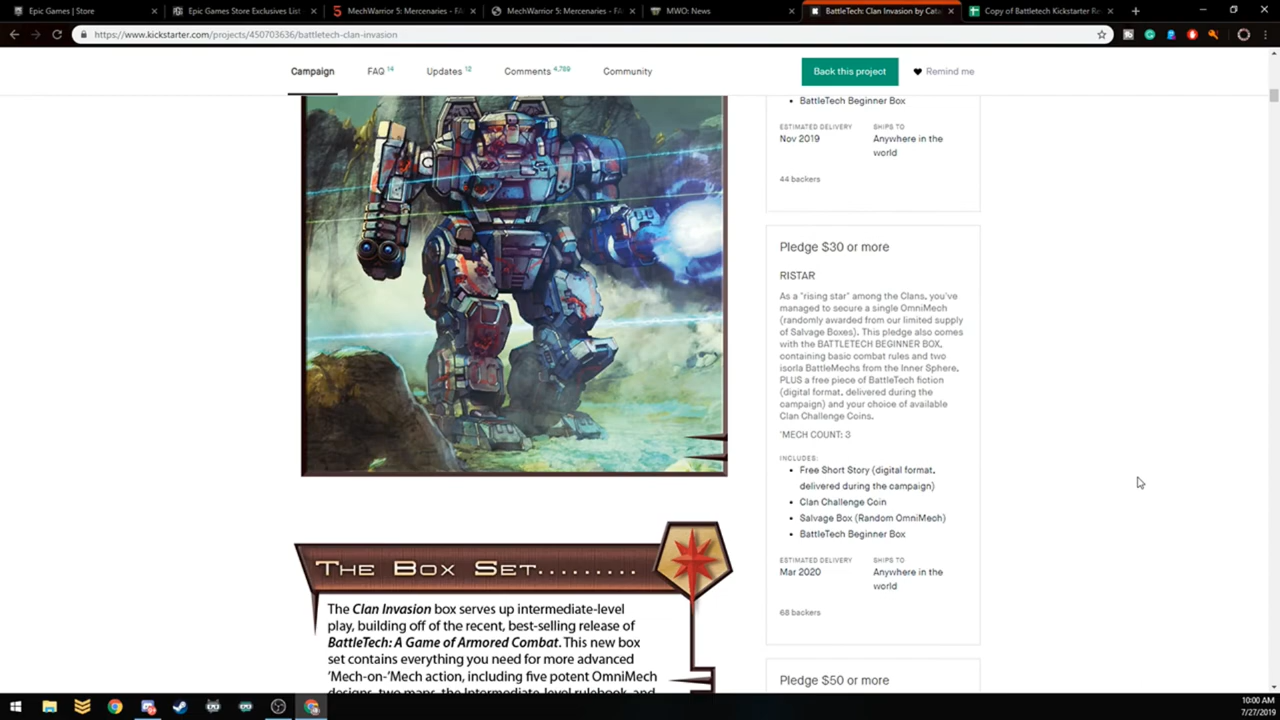 Epic Games | Store
Epic Games Store Exclusives List
MechWarrior 5: Mercenaries - FA
MechWarrior 5: Mercenaries - FA
MWO: News
BattleTech: Clan Invasion by Cata
Copy of Battletech Kickstarter Re
https://www.kickstarter.com/projects/450703636/battletech-clan-invasion
Campaign
FAQ 14
Updates 12
Comments 4,789
Community
Back this project
Remind me
• BattleTech Beginner Box
ESTIMATED DELIVERY
Nov 2019
SHIPS TO
Anywhere in the
world
44 backers
Pledge $30 or more
RISTAR
As a "rising star" among the Clans, you've
managed to secure a single OmniMech
(randomly awarded from our limited supply
of Salvage Boxes). This pledge also comes
with the BATTLETECH BEGINNER BOX,
containing basic combat rules and two
isorla BattleMechs from the Inner Sphere,
PLUS a free piece of BattleTech fiction
(digital format, delivered during the
campaign) and your choice of available
Clan Challenge Coins.
'MECH COUNT: 3
INCLUDES:
• Free Short Story (digital format,
delivered during the campaign)
• Clan Challenge Coin
• Salvage Box (Random OmniMech)
• BattleTech Beginner Box
ESTIMATED DELIVERY
Mar 2020
SHIPS TO
Anywhere in the
world
68 backers
Pledge $50 or more
THE BOX SET.........
The Clan Invasion box serves up intermediate-level
play, building off of the recent, best-selling release of
BattleTech: A Game of Armored Combat. This new box
set contains everything you need for more advanced
'Mech-on-'Mech action, including five potent OmniMech
designs, two maps, the Intermediate-level rulebook, and
10:00 AM
7/27/2019